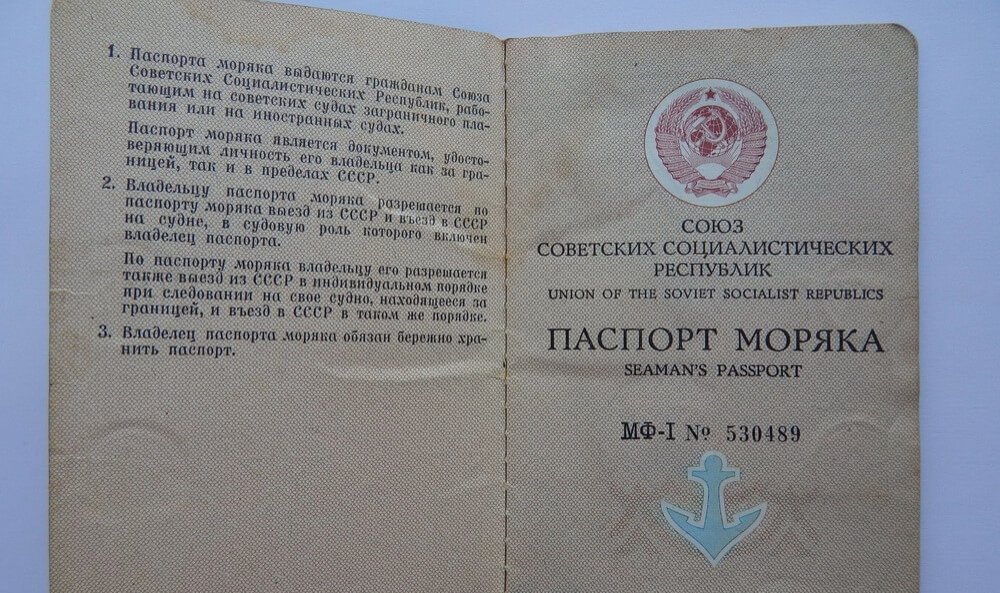 1. Паспорта моряка выдаются гражданам Союза
Советских Социалистических Республик, рабо-
тающим на советских судах заграничного пла-
вания или на иностранных судах.
Паспорт моряка является документом, удосто-
веряющим личность его владельца как за гра-
ницей, так и в пределах СССР.
2. Владельцу паспорта моряка разрешается по
паспорту моряка выезд из СССР и въезд в СССР
на судне, в судовую роль которого включен
владелец паспорта.
По паспорту моряка владельцу его разрешается
также выезд из СССР в индивидуальном порядке
при следовании на свое судно, находящееся за
границей, и въезд в СССР в таком же порядке.
3. Владелец паспорта моряка обязан бережно хра-
нить паспорт.
СОЮЗ
СОВЕТСКИХ СОЦИАЛИСТИЧЕСКИХ
РЕСПУБЛИК
UNION OF THE SOVIET SOCIALIST REPUBLICS
ПАСПОРТ МОРЯКА
SEAMAN'S PASSPORT
МФ-I № 530489